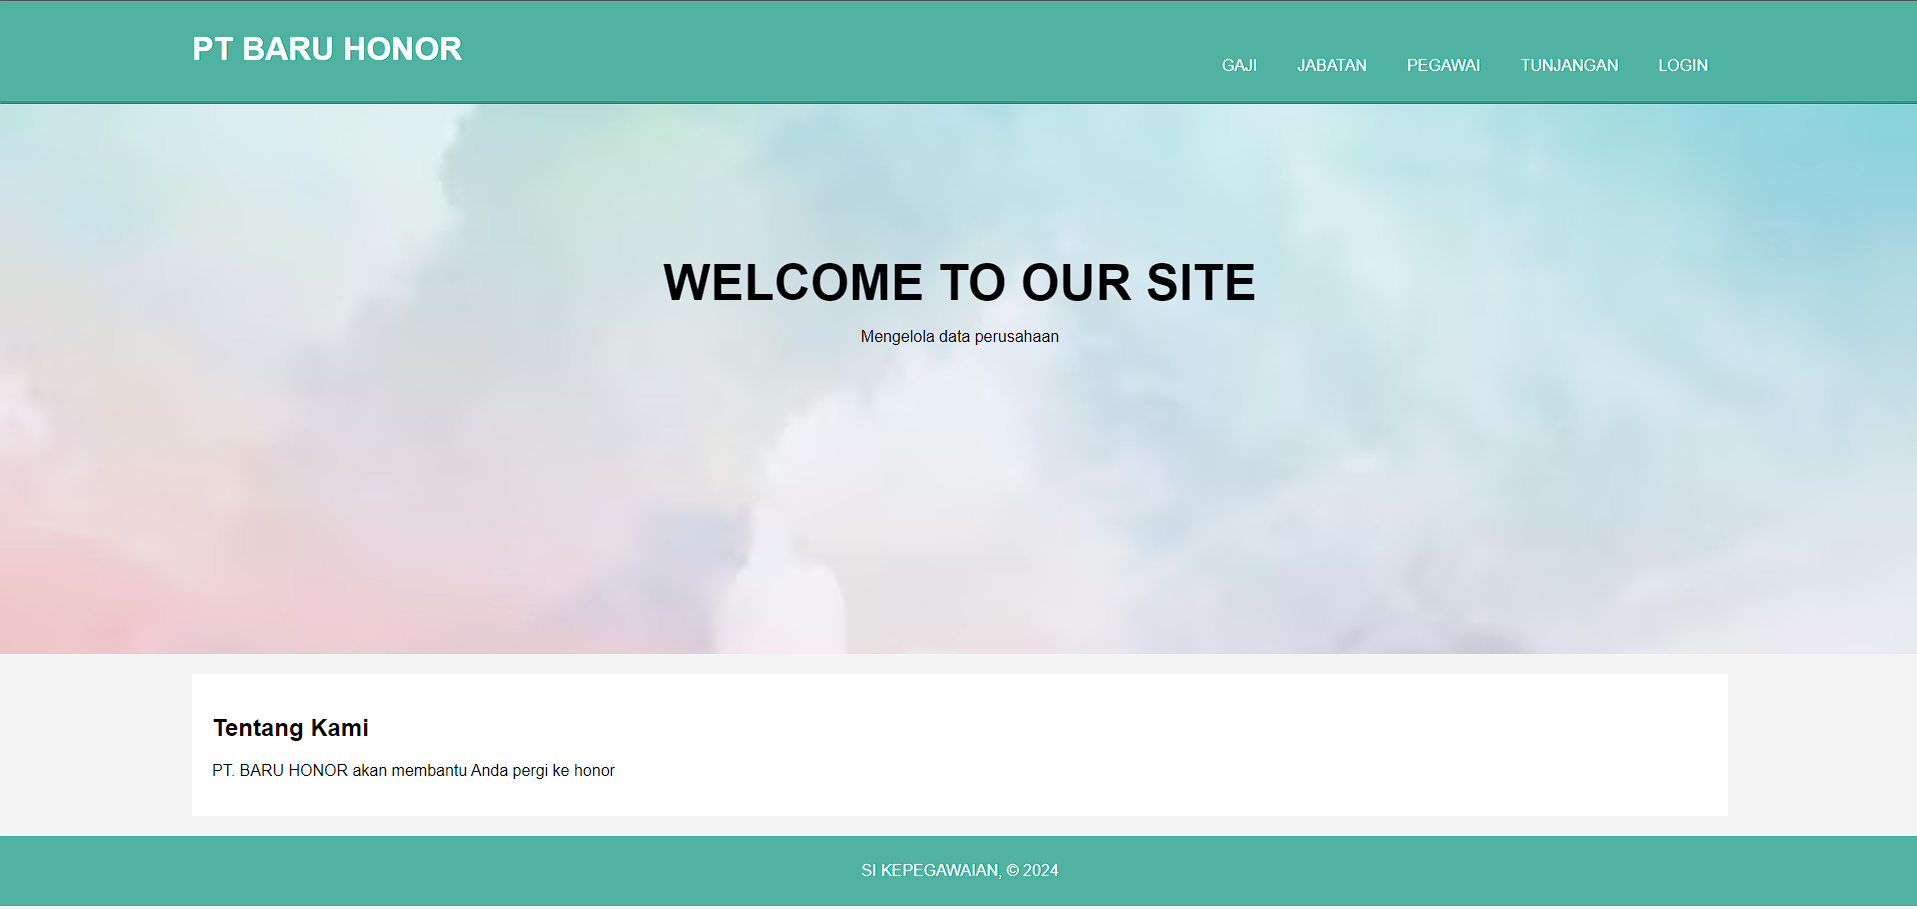 PT BARU HONOR
GAJI JABATAN PEGAWAI TUNJANGAN LOGIN
WELCOME TO OUR SITE
Mengelola data perusahaan
Tentang Kami
PT. BARU HONOR akan membantu Anda pergi ke honor
SI KEPEGAWAIAN, © 2024